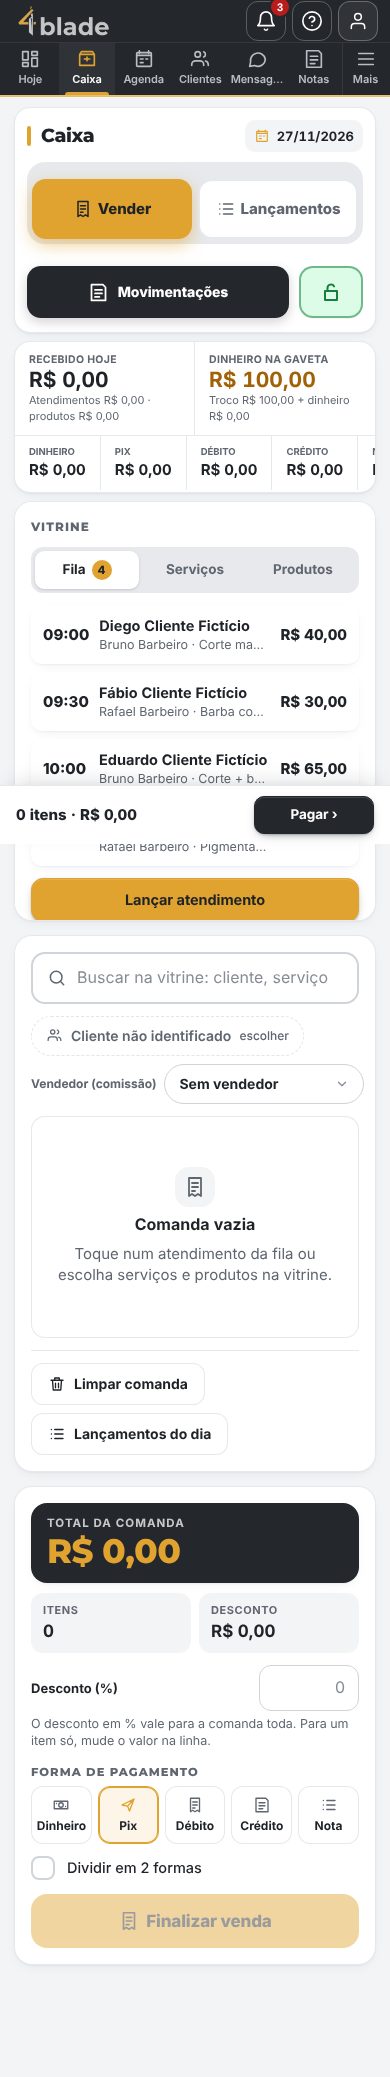 4blade
3
Hoje
Caixa
Agenda
Clientes
Mensag...
Notas
Mais
Caixa
27/11/2026
Vender
Lançamentos
Movimentações
RECEBIDO HOJE
R$ 0,00
Atendimentos R$ 0,00 ·
produtos R$ 0,00
DINHEIRO NA GAVETA
R$ 100,00
Troco R$ 100,00 + dinheiro
R$ 0,00
DINHEIRO
R$ 0,00
PIX
R$ 0,00
DÉBITO
R$ 0,00
CRÉDITO
R$ 0,00
VITRINE
Fila 4
Serviços
Produtos
09:00
Diego Cliente Fictício
Bruno Barbeiro · Corte ma...
R$ 40,00
09:30
Fábio Cliente Fictício
Rafael Barbeiro · Barba co...
R$ 30,00
10:00
Eduardo Cliente Fictício
Bruno Barbeiro · Corte + b...
R$ 65,00
0 itens · R$ 0,00
Pagar ›
Rafael Barbeiro · Pigmenta...
Lançar atendimento
Buscar na vitrine: cliente, serviço
Cliente não identificado escolher
Vendedor (comissão)
Sem vendedor
Comanda vazia
Toque num atendimento da fila ou
escolha serviços e produtos na vitrine.
Limpar comanda
Lançamentos do dia
TOTAL DA COMANDA
R$ 0,00
ITENS
0
DESCONTO
R$ 0,00
Desconto (%)
0
O desconto em % vale para a comanda toda. Para um
item só, mude o valor na linha.
FORMA DE PAGAMENTO
Dinheiro
Pix
Débito
Crédito
Nota
Dividir em 2 formas
Finalizar venda